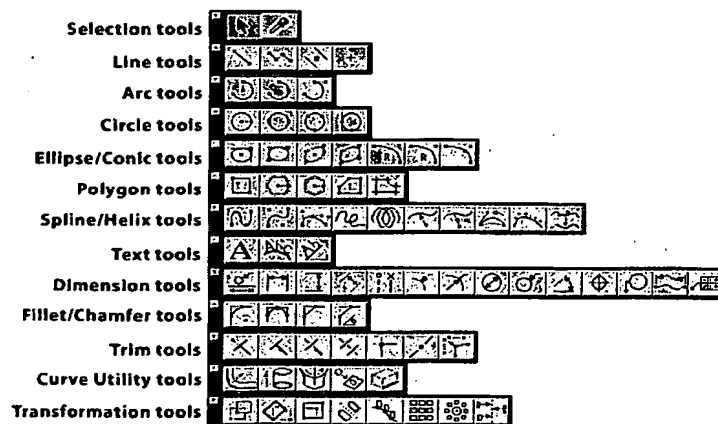 Selection tools
Line tools
Arc tools
Circle tools
Ellipse/Conic tools
Polygon tools
Spline/Helix tools
Text tools
A
Dimension tools
Fillet/Chamfer tools
Trim tools
Curve Utility tools
Transformation tools